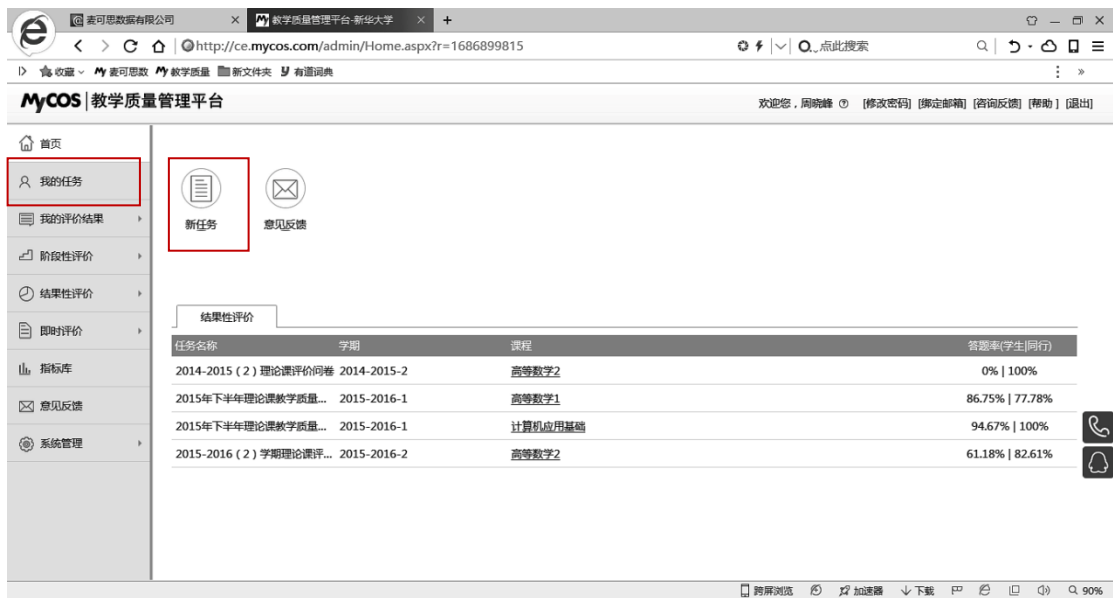 麦可思数据有限公司
教学质量管理平台-新华大学
http://ce.mycos.com/admin/Home.aspx?r=1686899815
点此搜索
收藏 麦可思数 教学质量 新文件夹 有道词典
MyCOS 教学质量管理平台
欢迎您,周晓峰 [修改密码] [绑定邮箱] [咨询反馈] [帮助 ] [退出]
首页
我的任务
我的评价结果
阶段性评价
结果性评价
即时评价
指标库
意见反馈
系统管理
新任务 意见反馈
结果性评价
任务名称 学期 课程 答题率(学生|同行)
2014-2015(2)理论课评价问卷 2014-2015-2 高等数学2 0% | 100%
2015年下半年理论课教学质量... 2015-2016-1 高等数学1 86.75% | 77.78%
2015年下半年理论课教学质量... 2015-2016-1 计算机应用基础 94.67% | 100%
2015-2016(2)学期理论课评... 2015-2016-2 高等数学2 61.18% | 82.61%
跨屏浏览 加速器 下载 90%